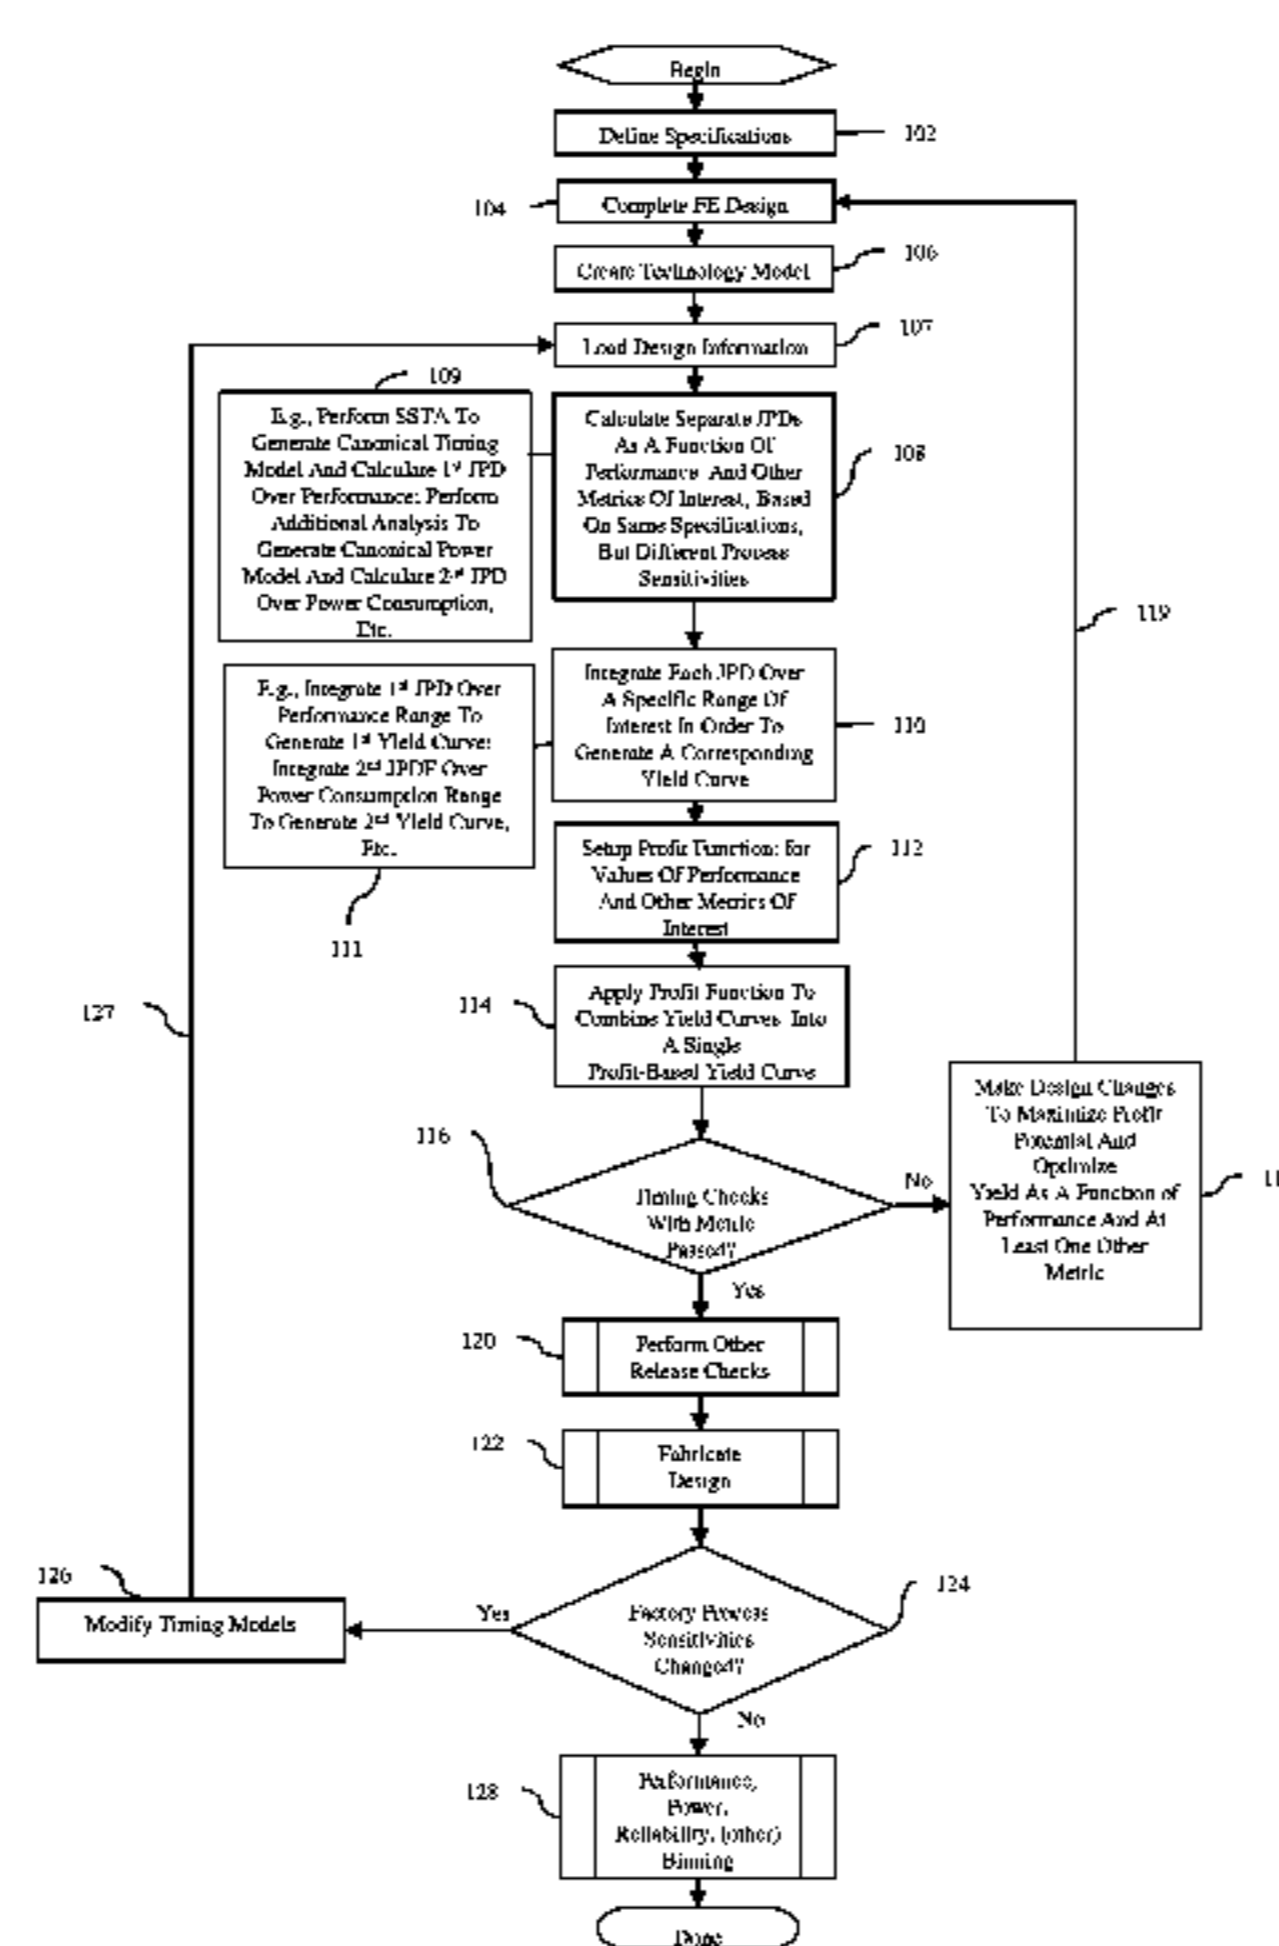 Begin
Define Specifications
102
104
Complete FE Design
Create Technology Model
106
107
Load Design Information
109
E.g., Perform SSTA To
Generate Canonical Timing
Model And Calculate 1st JPD
Over Performance; Perform
Additional Analysis To
Generate Canonical Power
Model And Calculate 2nd JPD
Over Power Consumption,
Etc.
Calculate Separate JPDs
As A Function Of
Performance And Other
Metrics Of Interest, Based
On Same Specifications,
But Different Process
Sensitivities
108
119
E.g., Integrate 1st JPD Over
Performance Range To
Generate 1st Yield Curve;
Integrate 2nd JPDF Over
Power Consumption Range
To Generate 2nd Yield Curve,
Etc.
111
Integrate Each JPD Over
A Specific Range Of
Interest In Order To
Generate A Corresponding
Yield Curve
110
Setup Profit Function: for
Values Of Performance
And Other Metrics Of
Interest
112
127
114
Apply Profit Function To
Combine Yield Curves Into
A Single
Profit-Based Yield Curve
116
Timing Checks
With Metric
Passed?
No
Make Design Changes
To Maximize Profit
Potential And
Optimize
Yield As A Function of
Performance And At
Least One Other
Metric
11
Yes
120
Perform Other
Release Checks
122
Fabricate
Design
126
Modify Timing Models
Yes
Factory Process
Sensitivities
Changed?
124
No
128
Performance,
Power,
Reliability, (other)
Binning
Done